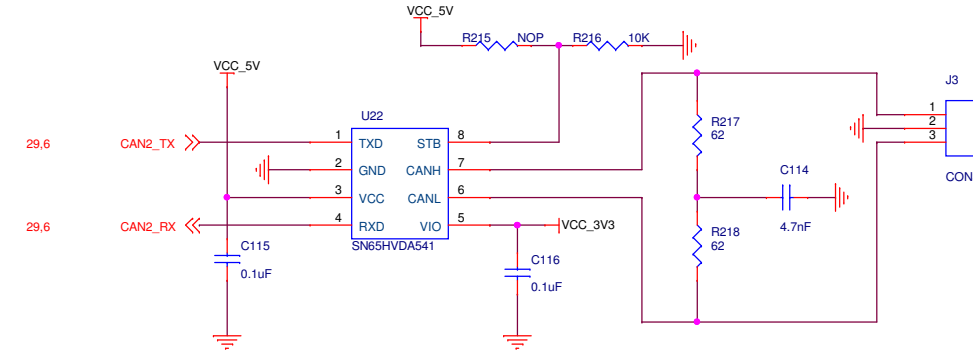 VCC_5V
R215 NOP R216 10K
VCC_5V
J3
U22
1 TXD STB 8
2 GND CANH 7
3 VCC CANL 6
4 RXD VIO 5
SN65HVDA541
29,6 CAN2_TX
29,6 CAN2_RX
R217
62
1
2
3
CON
C114
4.7nF
VCC_3V3
R218
62
C115
0.1uF
C116
0.1uF